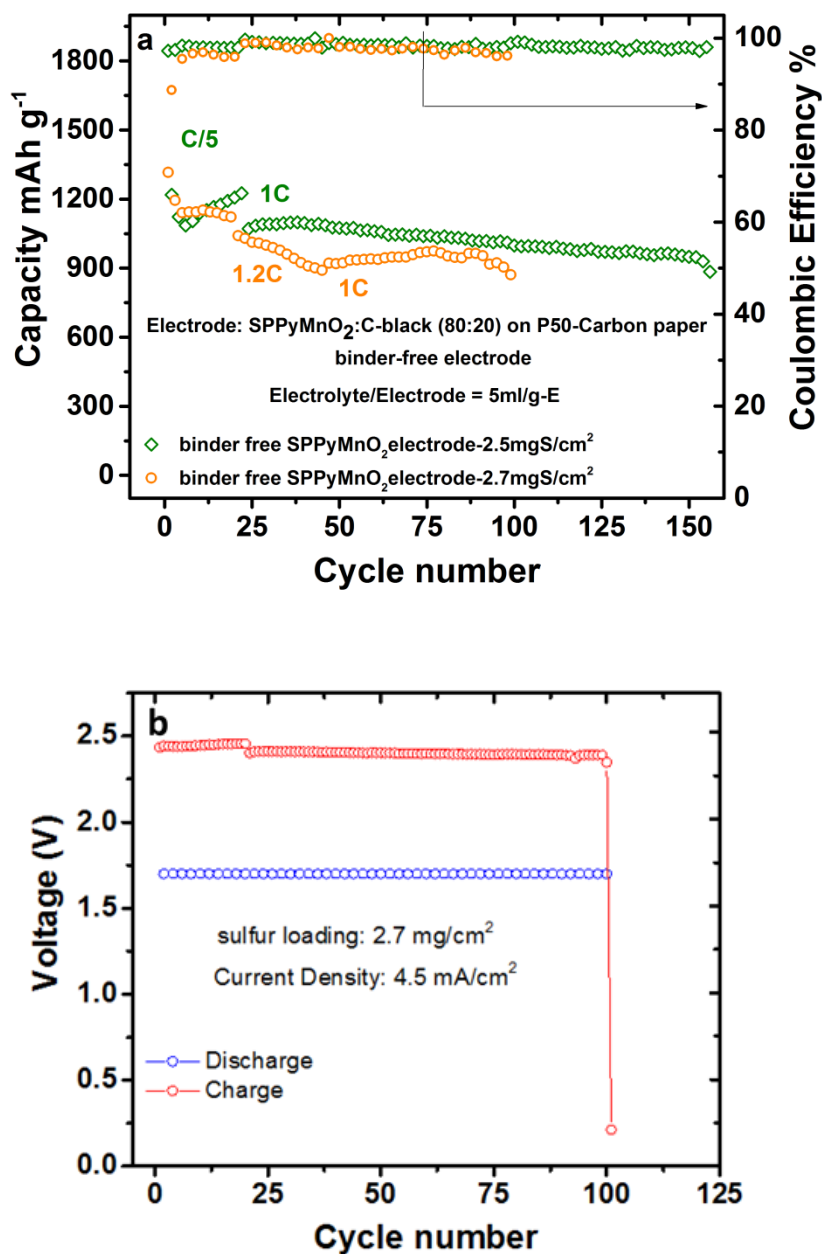 a
1800
1500
1200
900
600
300
0
Capacity mAh g⁻¹
100
80
60
40
20
0
Coulombic Efficiency %
C/5
1C
1.2C
1C
Electrode: SPPyMnO₂:C-black (80:20) on P50-Carbon paper
binder-free electrode
Electrolyte/Electrode = 5ml/g-E
binder free SPPyMnO₂electrode-2.5mgS/cm²
binder free SPPyMnO₂electrode-2.7mgS/cm²
0 25 50 75 100 125 150
Cycle number
b
2.5
2.0
1.5
1.0
0.5
0.0
Voltage (V)
sulfur loading: 2.7 mg/cm²
Current Density: 4.5 mA/cm²
Discharge
Charge
0 25 50 75 100 125
Cycle number